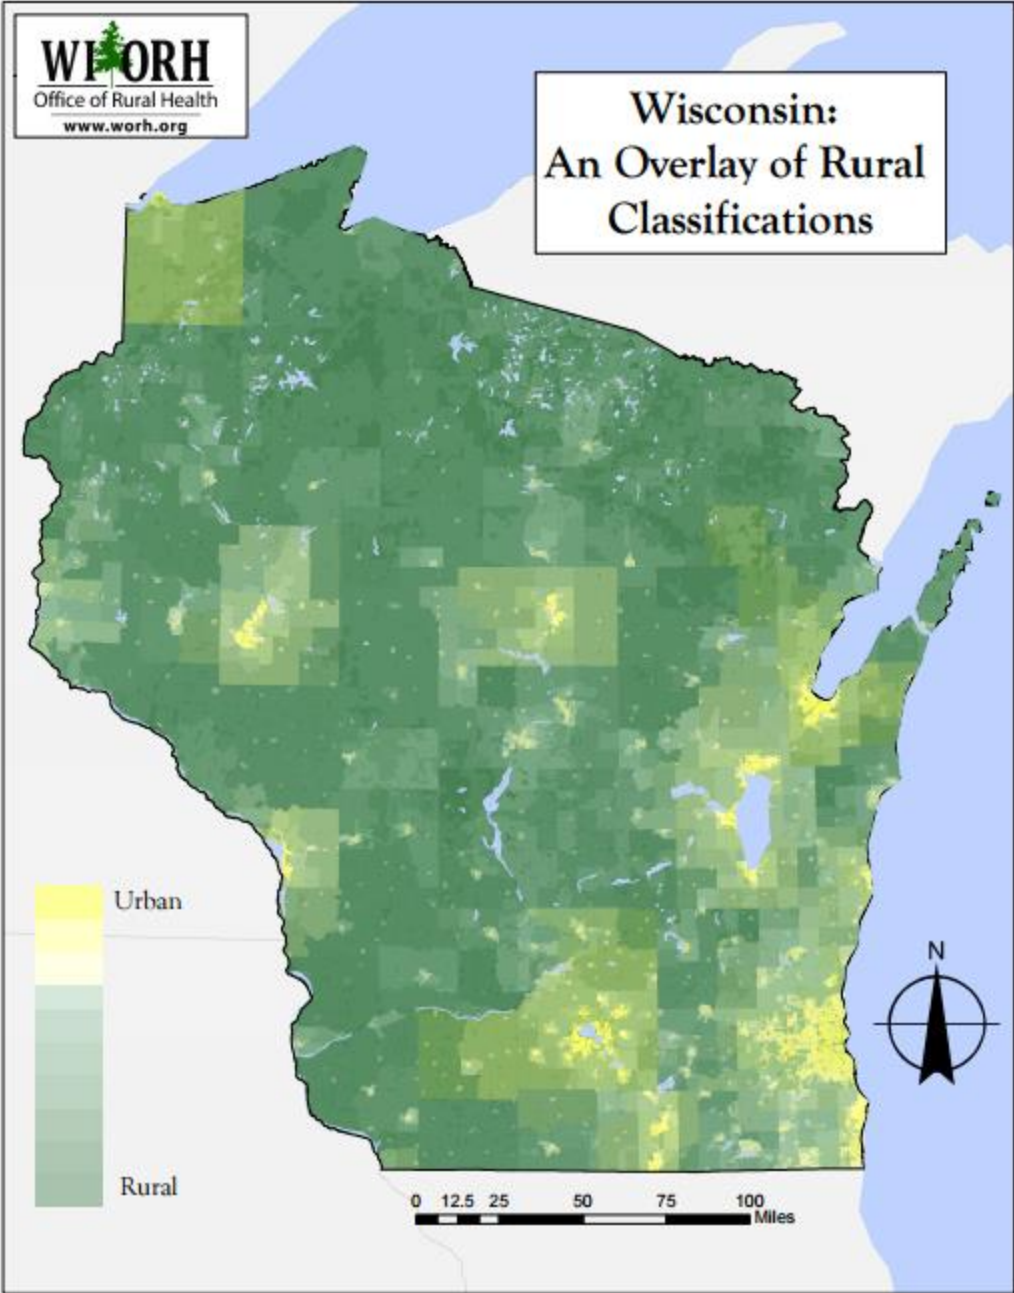 WI ORH
Office of Rural Health
www.worh.org
Wisconsin:
An Overlay of Rural
Classifications
Urban
Rural
N
0 12.5 25 50 75 100
Miles